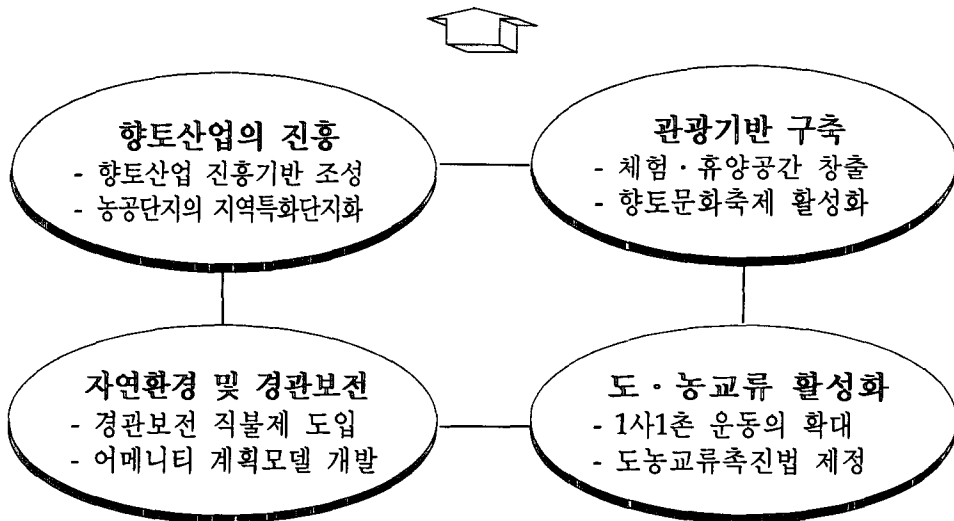 향토산업의 진흥
- 향토산업 진흥기반 조성
- 농공단지의 지역특화단지화
관광기반 구축
- 체험·휴양공간 창출
- 향토문화축제 활성화
자연환경 및 경관보전
- 경관보전 직불제 도입
- 어메니티 계획모델 개발
도·농교류 활성화
- 1사1촌 운동의 확대
- 도농교류촉진법 제정